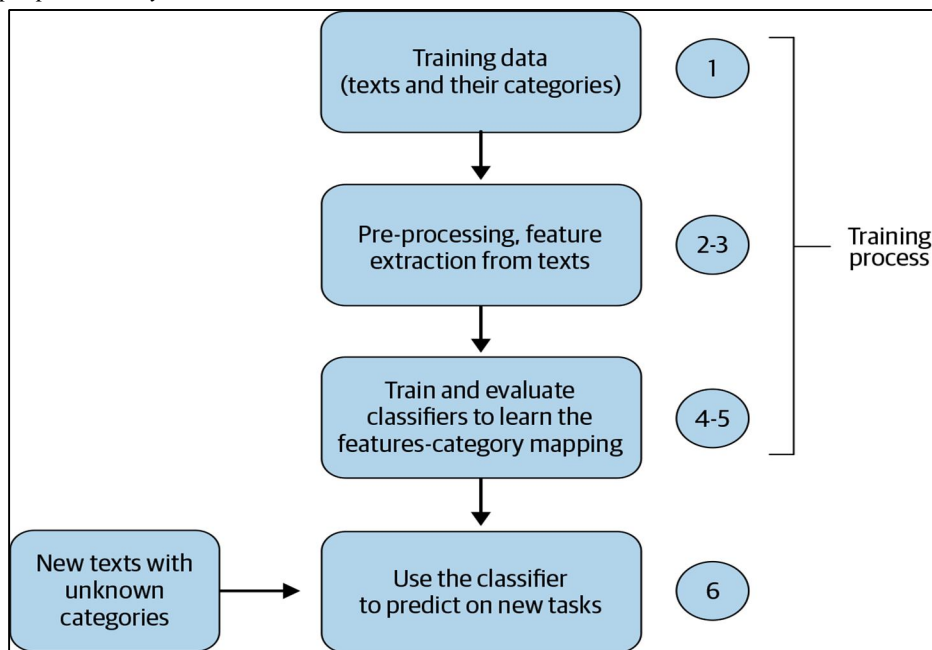 Training data
(texts and their categories)
1
Pre-processing, feature
extraction from texts
2-3
Training
process
Train and evaluate
classifiers to learn the
features-category mapping
4-5
New texts with
unknown
categories
Use the classifier
to predict on new tasks
6